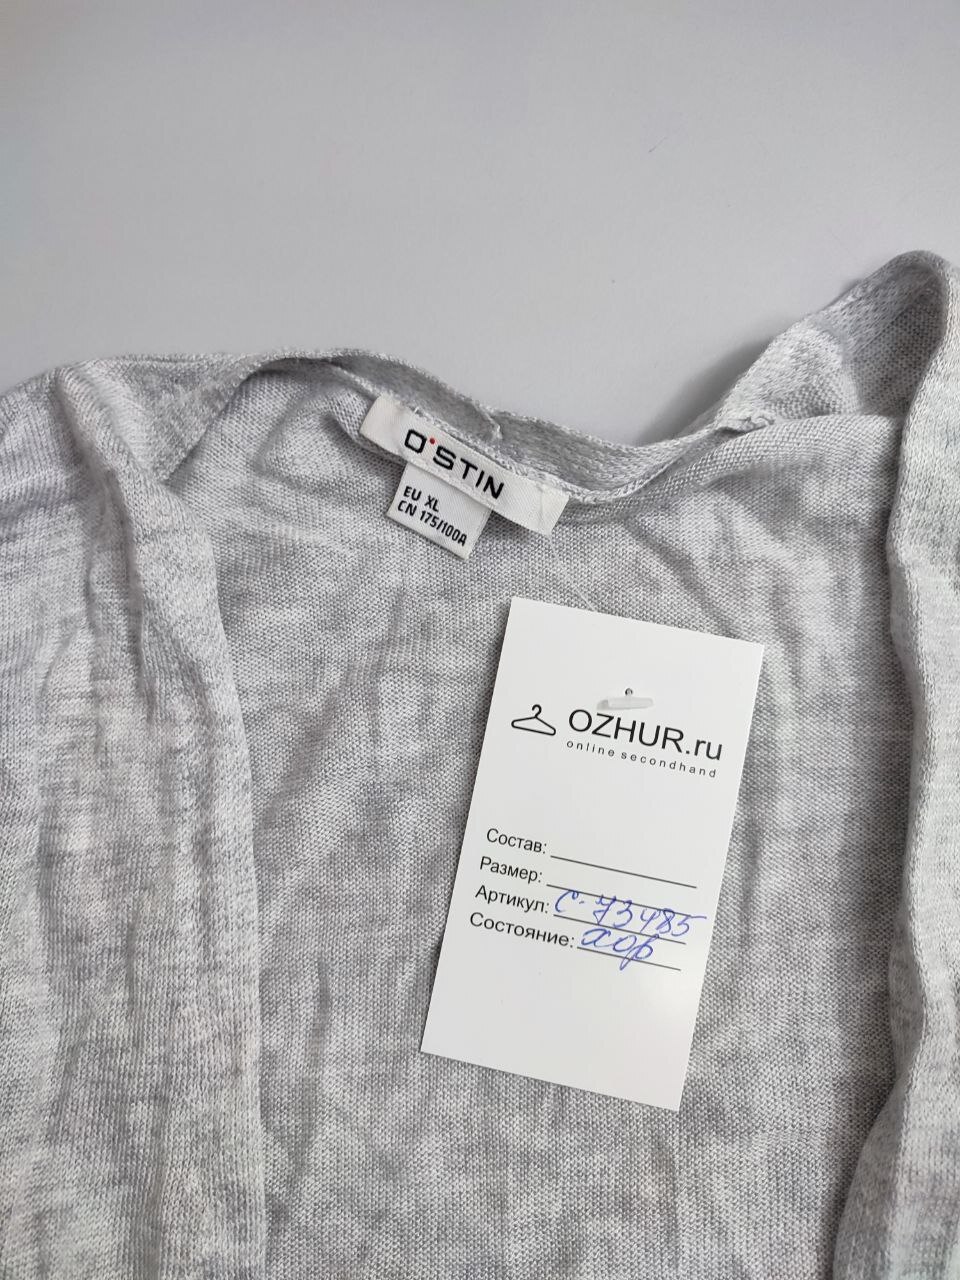 O'STIN
EU XL
CN 175/100A
OZHUR.ru
online secondhand
Состав:
Размер:
Артикул: С-73485
Состояние: хор